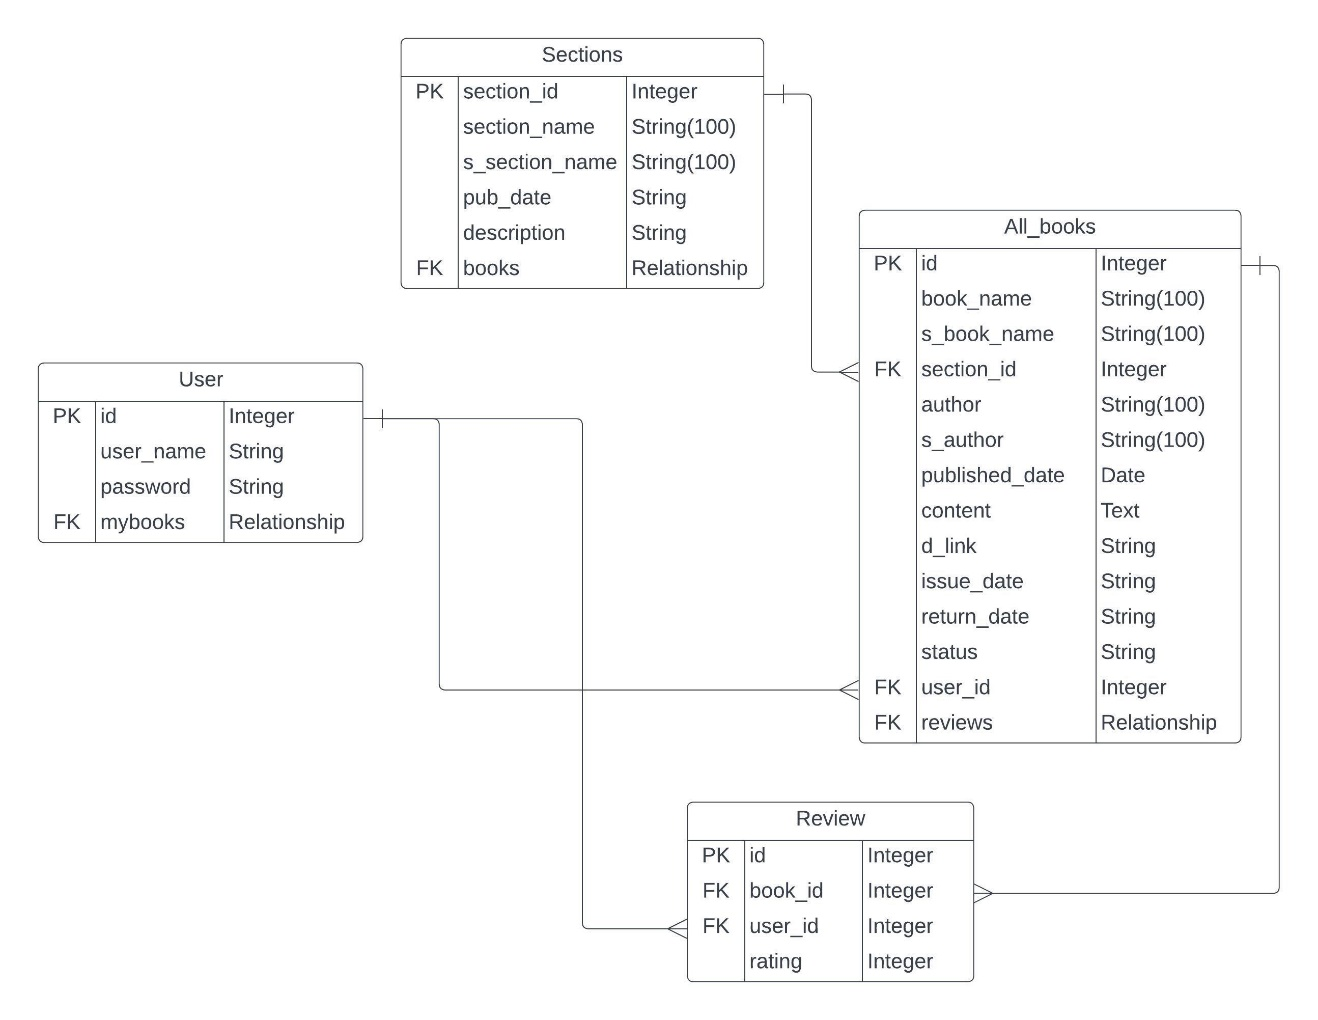 Sections
PK section_id Integer
section_name String(100)
s_section_name String(100)
pub_date String
description String
FK books Relationship
All_books
PK id Integer
book_name String(100)
s_book_name String(100)
FK section_id Integer
author String(100)
s_author String(100)
published_date Date
content Text
d_link String
issue_date String
return_date String
status String
FK user_id Integer
FK reviews Relationship
User
PK id Integer
user_name String
password String
FK mybooks Relationship
Review
PK id Integer
FK book_id Integer
FK user_id Integer
rating Integer